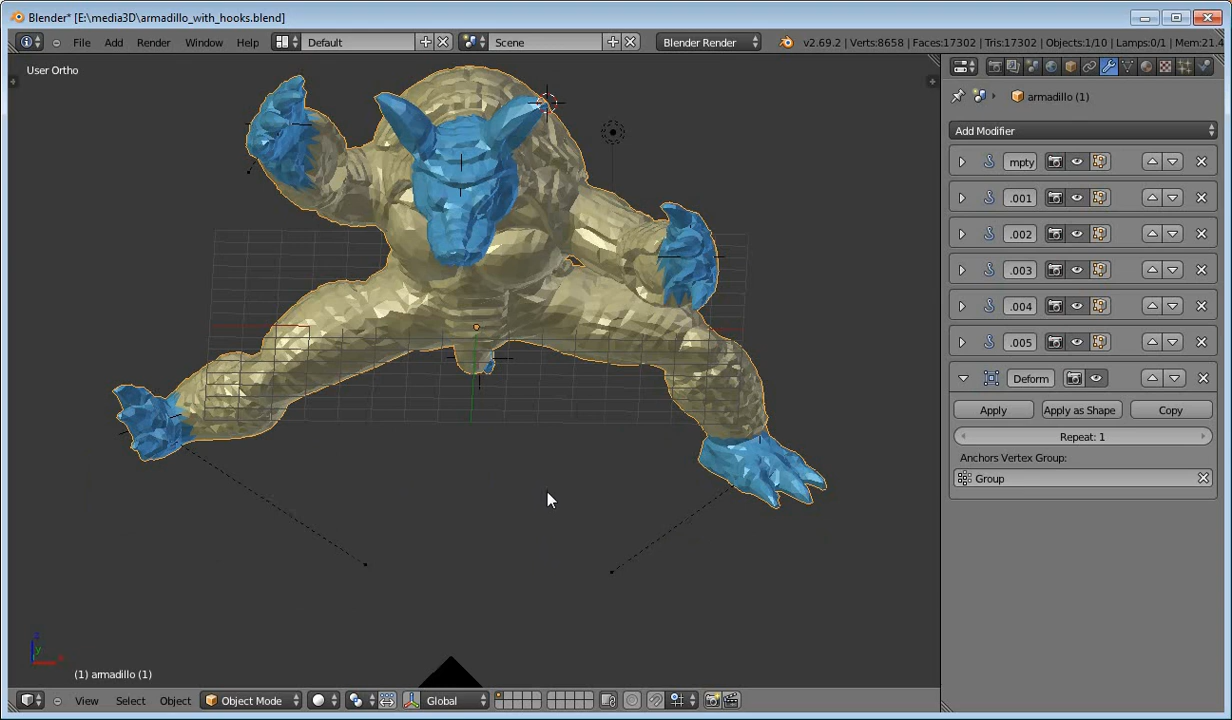 Blender* [E:\media3D\armadillo_with_hooks.blend]
File Add Render Window Help Default Scene Blender Render v2.69.2 | Verts:8658 | Faces:17302 | Tris:17302 | Objects:1/10 | Lamps:0/1 | Mem:21.4
User Ortho
armadillo (1)
Add Modifier
mpty
.001
.002
.003
.004
.005
Deform
Apply Apply as Shape Copy
Repeat: 1
Anchors Vertex Group:
Group
(1) armadillo (1)
View Select Object Object Mode Global